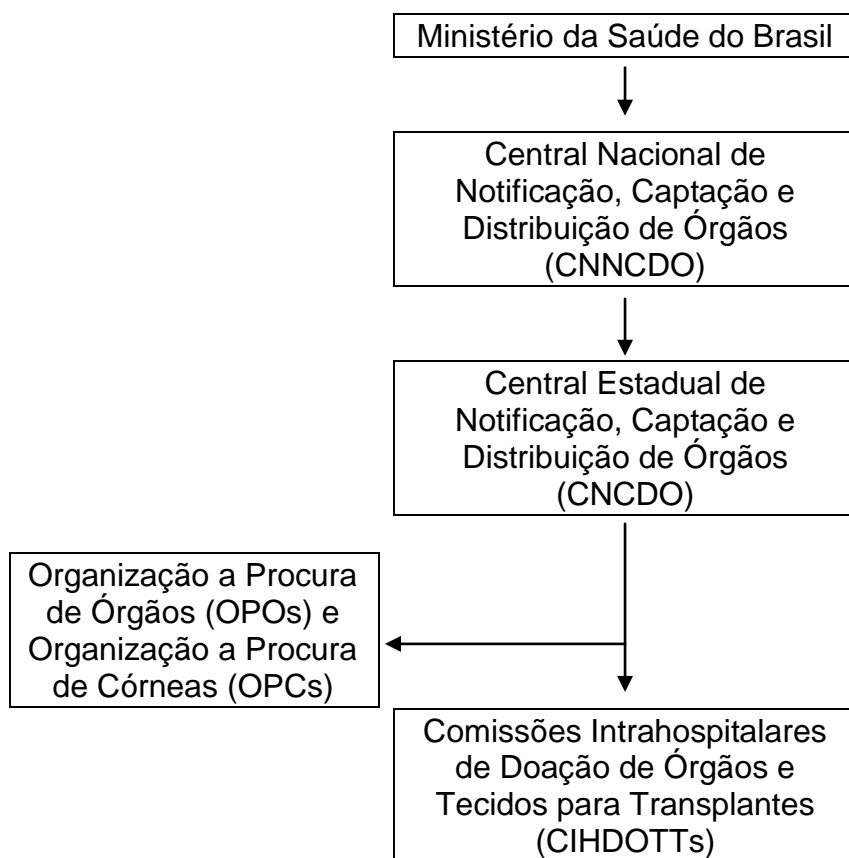 Ministério da Saúde do Brasil
Central Nacional de
Notificação, Captação e
Distribuição de Órgãos
(CNNCDO)
Central Estadual de
Notificação, Captação e
Distribuição de Órgãos
(CNCDO)
Organização a Procura
de Órgãos (OPOs) e
Organização a Procura
de Córneas (OPCs)
Comissões Intrahospitalares
de Doação de Órgãos e
Tecidos para Transplantes
(CIHDOTTs)